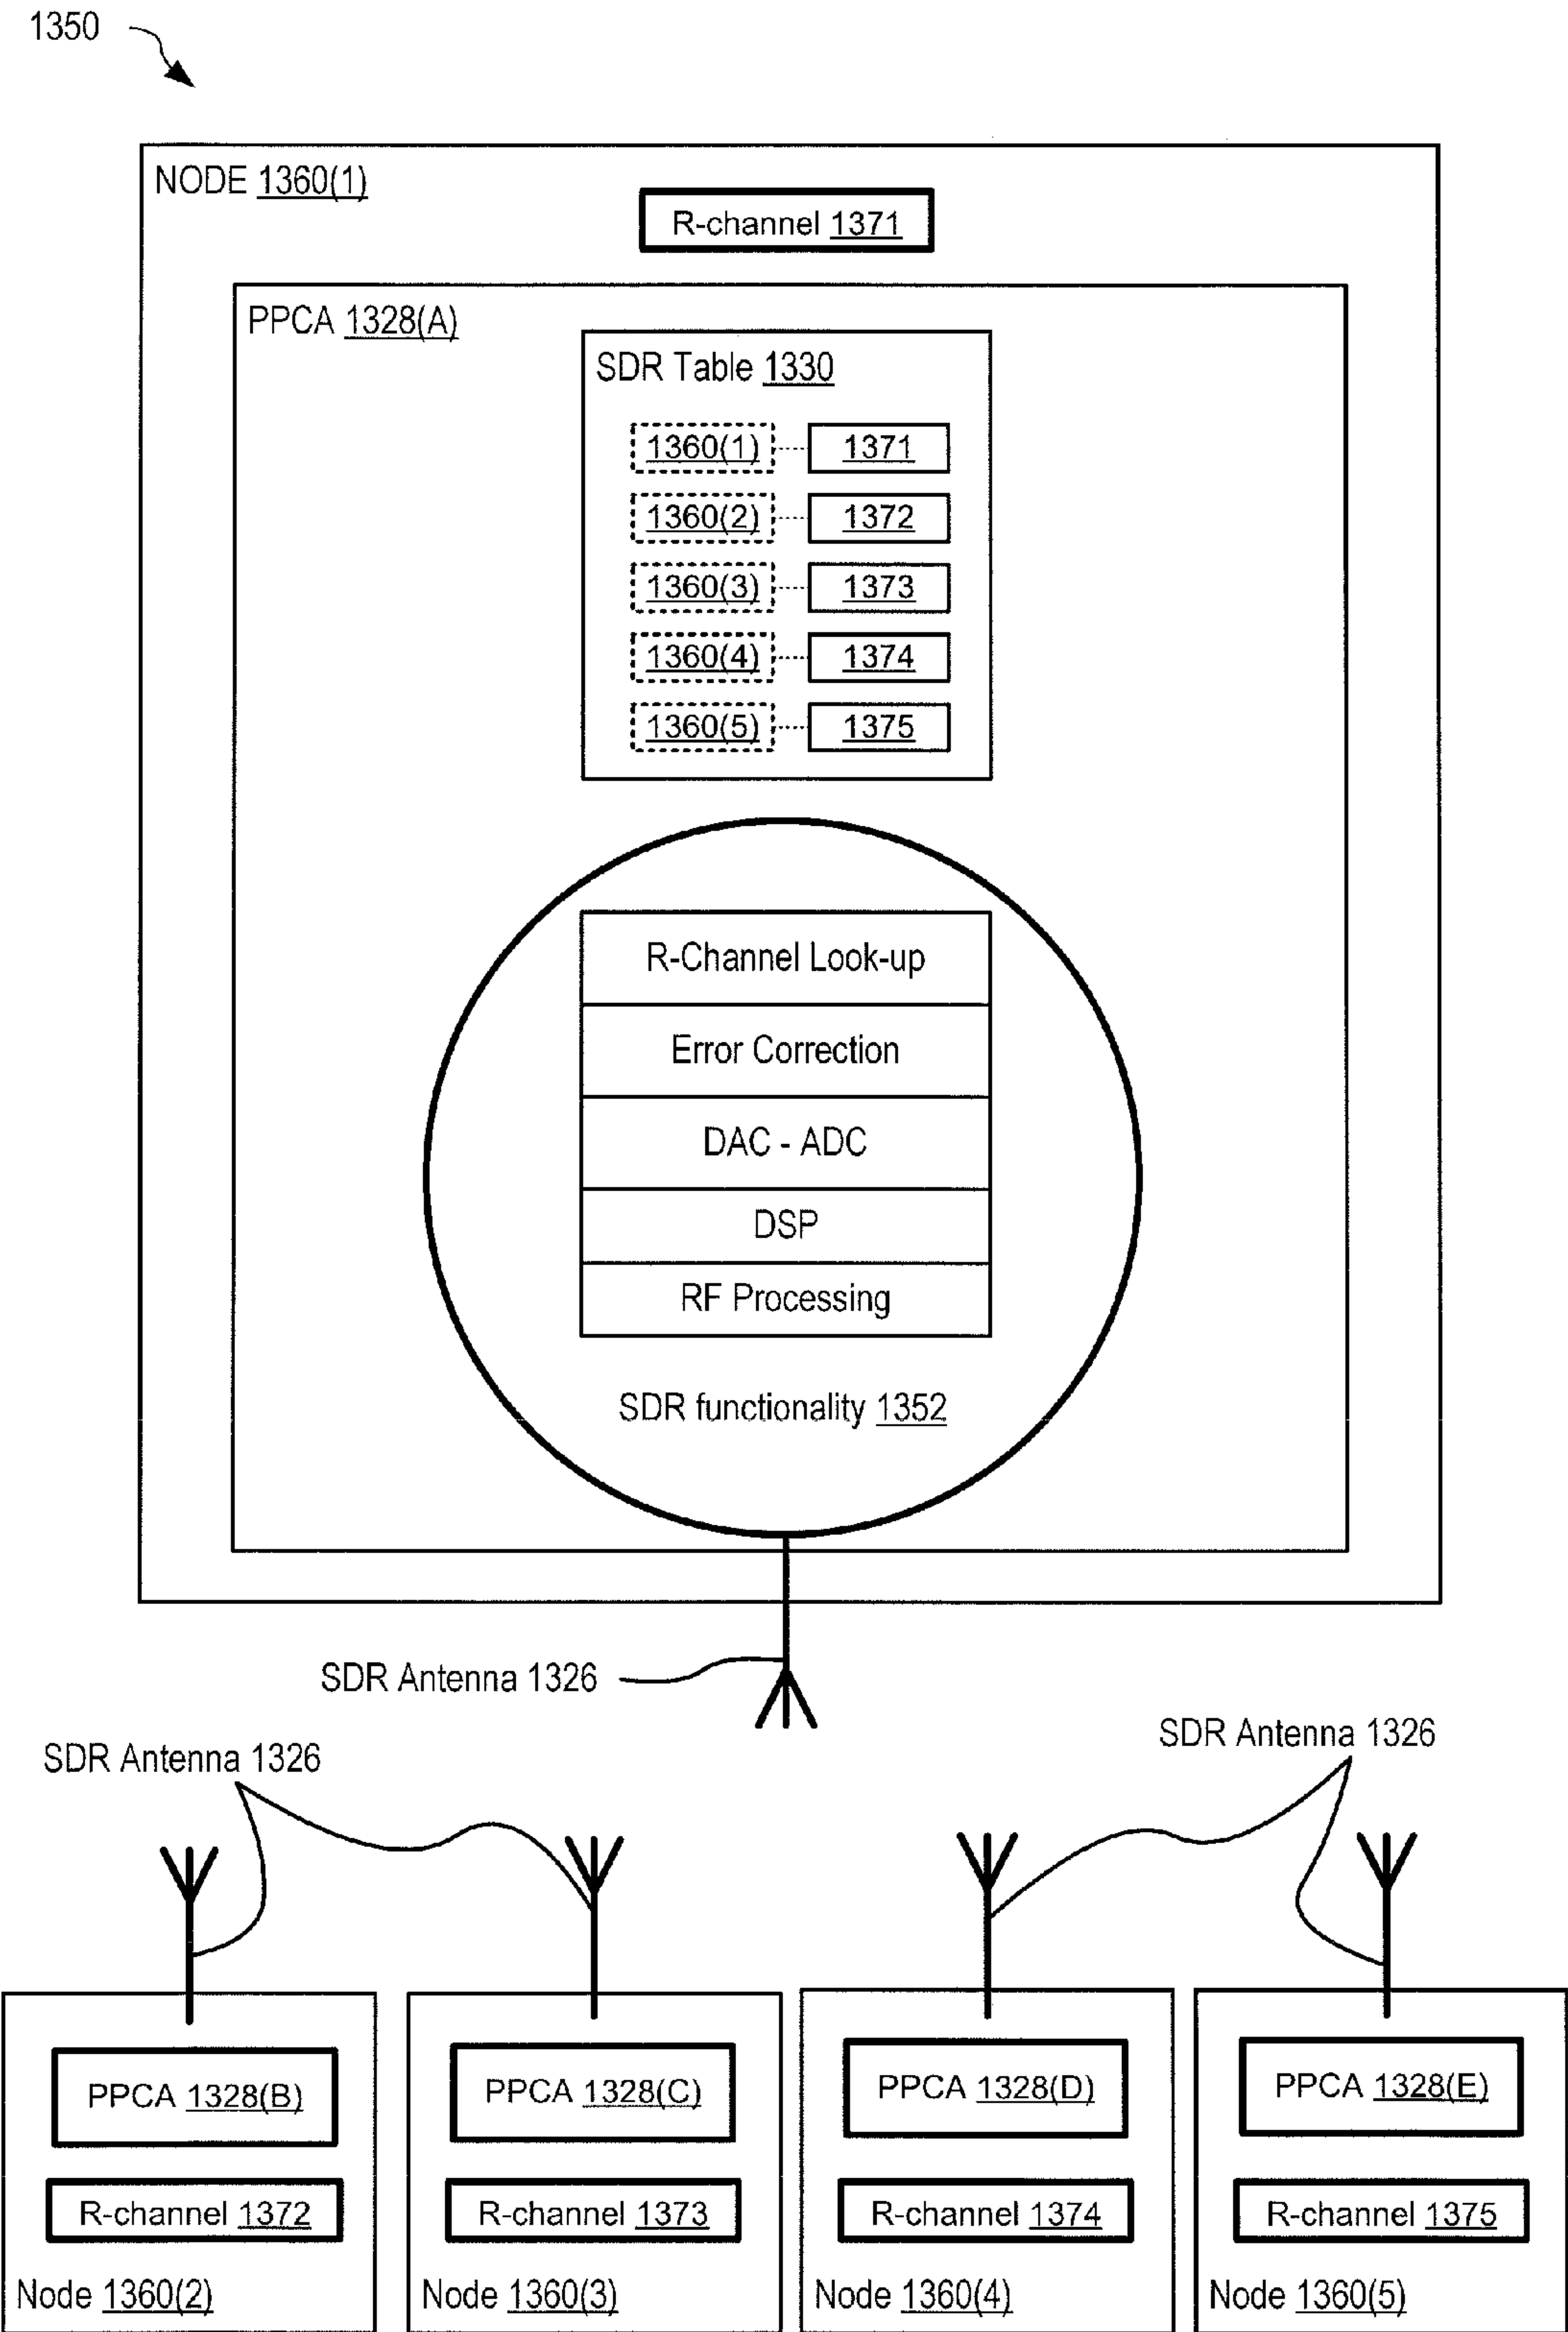 1350
NODE 1360(1)
R-channel 1371
PPCA 1328(A)
SDR Table 1330
1360(1) 1371
1360(2) 1372
1360(3) 1373
1360(4) 1374
1360(5) 1375
R-Channel Look-up
Error Correction
DAC - ADC
DSP
RF Processing
SDR functionality 1352
SDR Antenna 1326
SDR Antenna 1326
SDR Antenna 1326
PPCA 1328(B)
R-channel 1372
Node 1360(2)
PPCA 1328(C)
R-channel 1373
Node 1360(3)
PPCA 1328(D)
R-channel 1374
Node 1360(4)
PPCA 1328(E)
R-channel 1375
Node 1360(5)